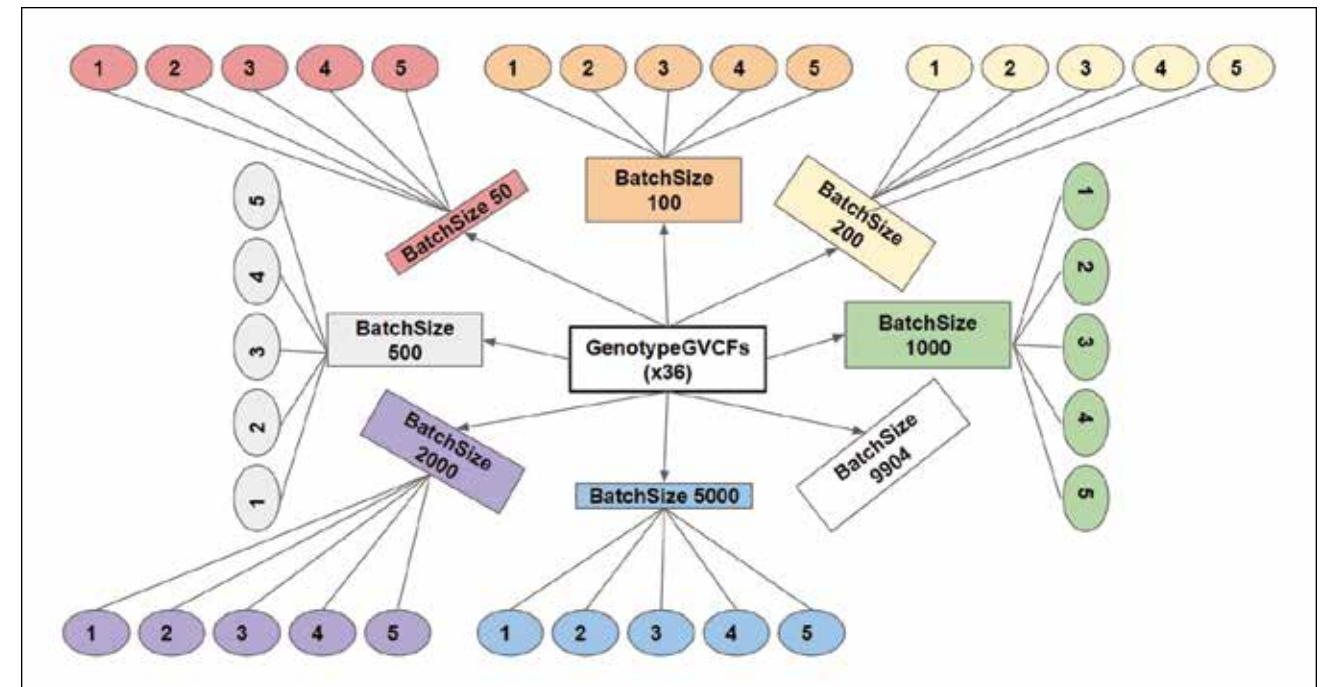 1 2 3 4 5
1 2 3 4 5
1 2 3 4 5
BatchSize 50
BatchSize
100
BatchSize
200
5
4
3
2
1
BatchSize
500
GenotypeGVCFs
(x36)
BatchSize
1000
1
2
3
4
5
BatchSize
2000
BatchSize 5000
BatchSize
9904
1 2 3 4 5
1 2 3 4 5